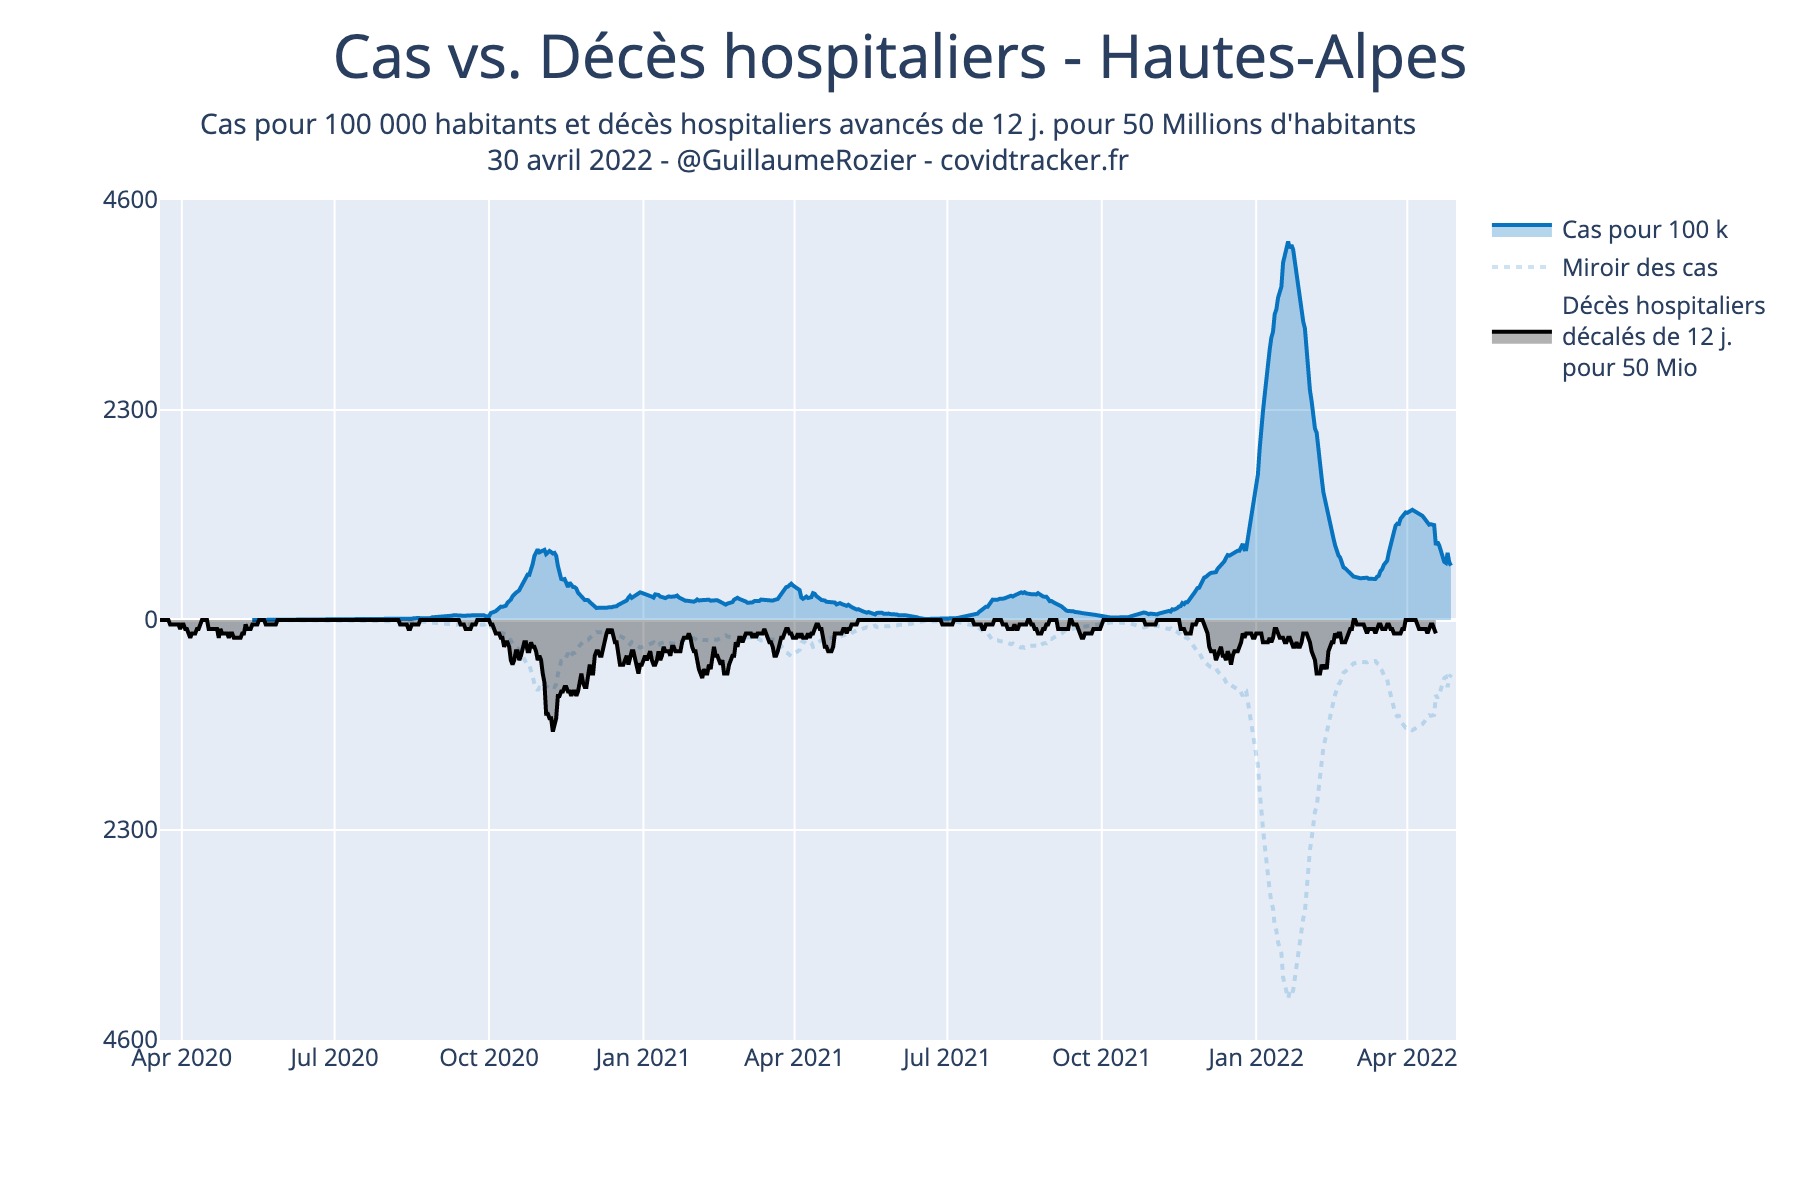 Cas vs. Décès hospitaliers - Hautes-Alpes
Cas pour 100 000 habitants et décès hospitaliers avancés de 12 j. pour 50 Millions d'habitants
30 avril 2022 - @GuillaumeRozier - covidtracker.fr
4600
2300
0
2300
4600
Apr 2020 Jul 2020 Oct 2020 Jan 2021 Apr 2021 Jul 2021 Oct 2021 Jan 2022 Apr 2022
Cas pour 100 k
Miroir des cas
Décès hospitaliers
décalés de 12 j.
pour 50 Mio